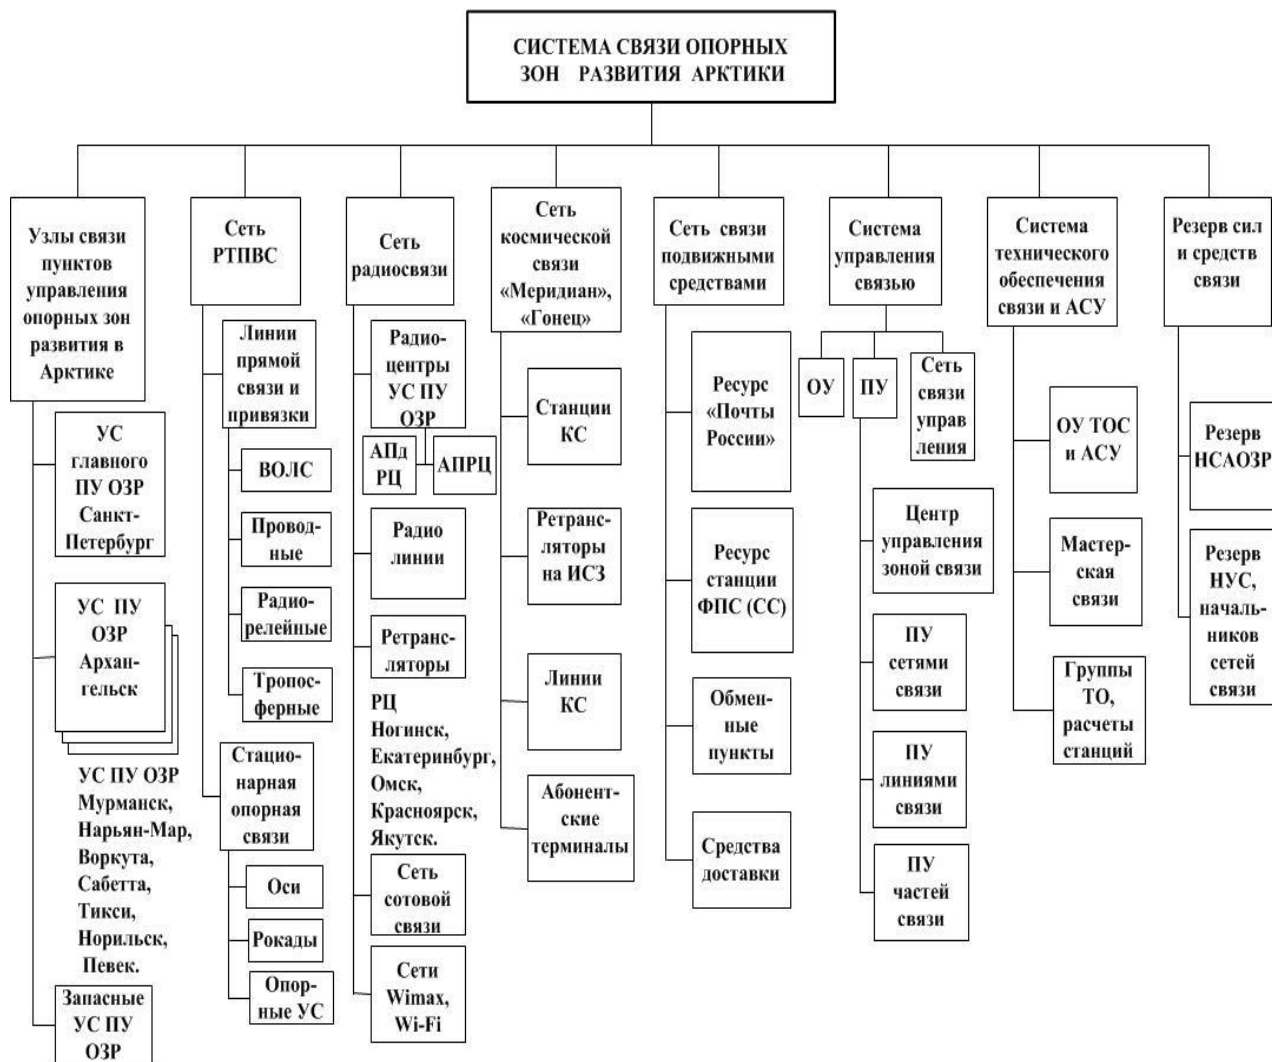 СИСТЕМА СВЯЗИ ОПОРНЫХ
ЗОН РАЗВИТИЯ АРКТИКИ
Узлы связи
пунктов
управления
опорных зон
развития в
Арктике
УС
главного
ПУ ОЗР
Санкт-
Петербург
УС ПУ
ОЗР
Архан-
гельск
УС ПУ ОЗР
Мурманск,
Нарьян-Мар,
Воркута,
Сабетта,
Тикси,
Норильск,
Певек.
Запасные
УС ПУ
ОЗР
Сеть
РТПВС
Линии
прямой
связи и
привязки
ВОЛС
Провод-
ные
Радио-
релейные
Тропос-
ферные
Стацио-
нарная
опорная
связи
Оси
Рокады
Опор-
ные УС
Сеть
радиосвязи
Радио-
центры
УС ПУ
ОЗР
АПд
РЦ
АПРЦ
Радио
линии
Ретранс-
ляторы
РЦ
Ногинск,
Екатеринбург,
Омск,
Красноярск,
Якутск.
Сеть
сотовой
связи
Сети
Wimax,
Wi-Fi
Сеть
космической
связи
«Меридиан»,
«Гонец»
Станции
КС
Ретранс-
ляторы
на ИСЗ
Линии
КС
Абонент-
ские
терминалы
Сеть связи
подвижными
средствами
Ресурс
«Почты
России»
Ресурс
станции
ФПС (СС)
Обмен-
ные
пункты
Средства
доставки
Система
управления
связью
ОУ
ПУ
Сеть
связи
управ
ления
Центр
управления
зоной связи
ПУ
сетями
связи
ПУ
линиями
связи
ПУ
частей
связи
Система
технического
обеспечения
связи и АСУ
ОУ ТОС
и АСУ
Мастер-
ская
связи
Группы
ТО,
расчеты
станций
Резерв сил
и средств
связи
Резерв
НСАОЗР
Резерв
НУС,
началь-
ников
сетей
связи